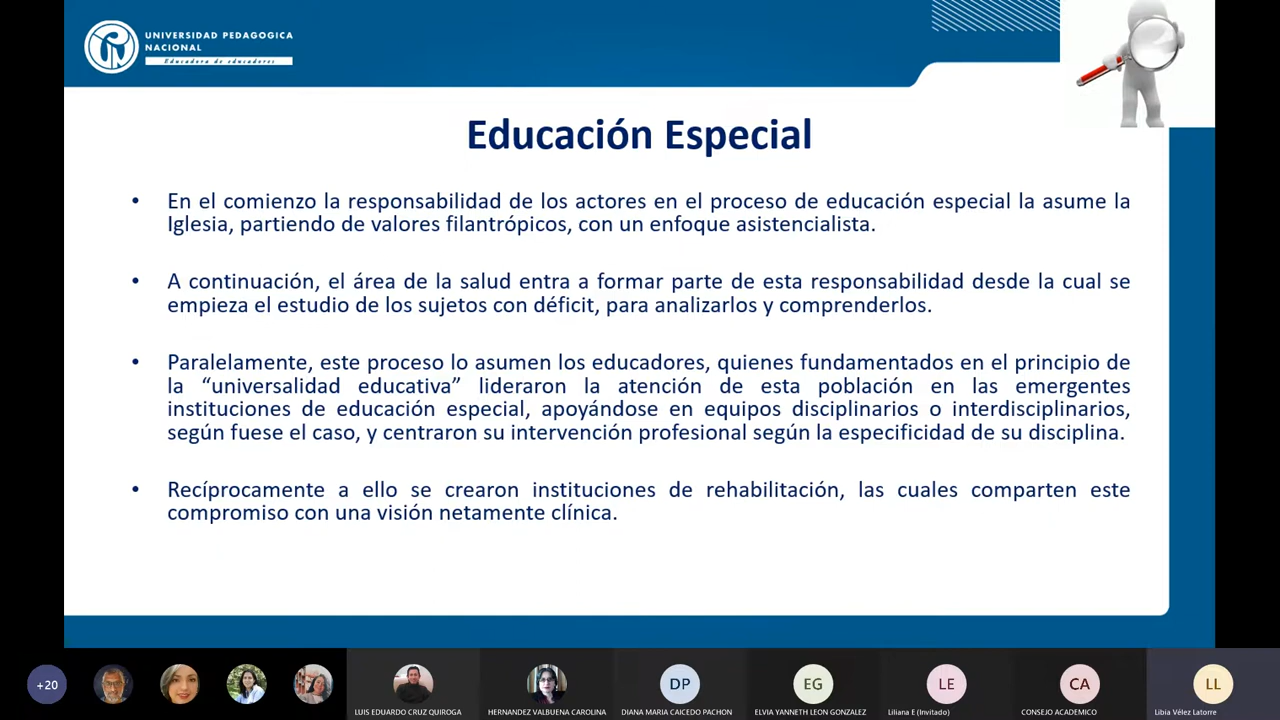 UNIVERSIDAD PEDAGOGICA
NACIONAL
Educadora de educadores
Educación Especial
• En el comienzo la responsabilidad de los actores en el proceso de educación especial la asume la
Iglesia, partiendo de valores filantrópicos, con un enfoque asistencialista.
• A continuación, el área de la salud entra a formar parte de esta responsabilidad desde la cual se
empieza el estudio de los sujetos con déficit, para analizarlos y comprenderlos.
• Paralelamente, este proceso lo asumen los educadores, quienes fundamentados en el principio de
la “universalidad educativa” lideraron la atención de esta población en las emergentes
instituciones de educación especial, apoyándose en equipos disciplinarios o interdisciplinarios,
según fuese el caso, y centraron su intervención profesional según la especificidad de su disciplina.
• Recíprocamente a ello se crearon instituciones de rehabilitación, las cuales comparten este
compromiso con una visión netamente clínica.
+20
DP
EG
LE
CA
LL
LUIS EDUARDO CRUZ QUIROGA
HERNANDEZ VALBUENA CAROLINA
DIANA MARIA CAICEDO PACHON
ELVIA YANNETH LEON GONZALEZ
Liliana E (Invitado)
CONSEJO ACADEMICO
Libia Vélez Latorre